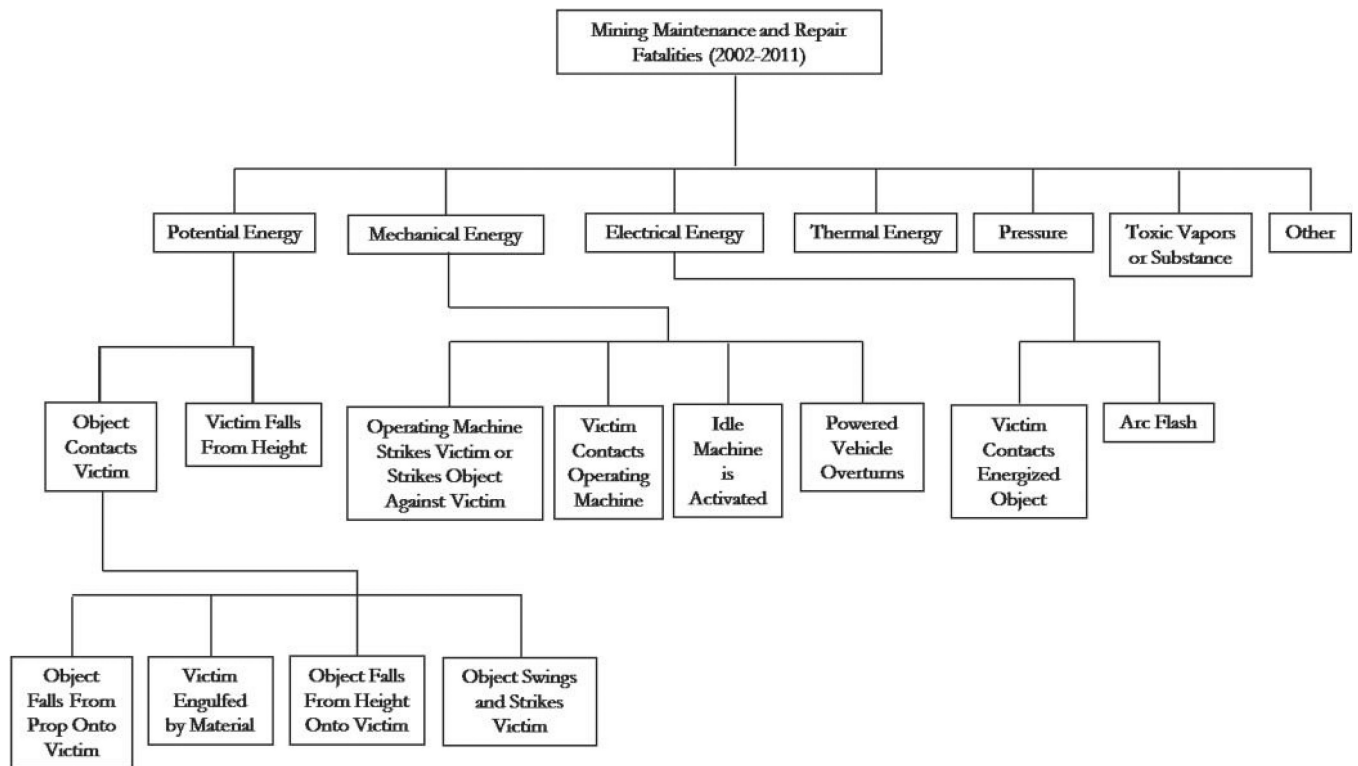 Mining Maintenance and Repair
Fatalities (2002-2011)
Potential Energy
Mechanical Energy
Electrical Energy
Thermal Energy
Pressure
Toxic Vapors
or Substance
Other
Object
Contacts
Victim
Victim Falls
From Height
Operating Machine
Strikes Victim or
Strikes Object
Against Victim
Victim
Contacts
Operating
Machine
Idle
Machine
is
Activated
Powered
Vehicle
Overturns
Victim
Contacts
Energized
Object
Arc Flash
Object
Falls From
Prop Onto
Victim
Victim
Engulfed
by Material
Object Falls
From Height
Onto Victim
Object Swings
and Strikes
Victim